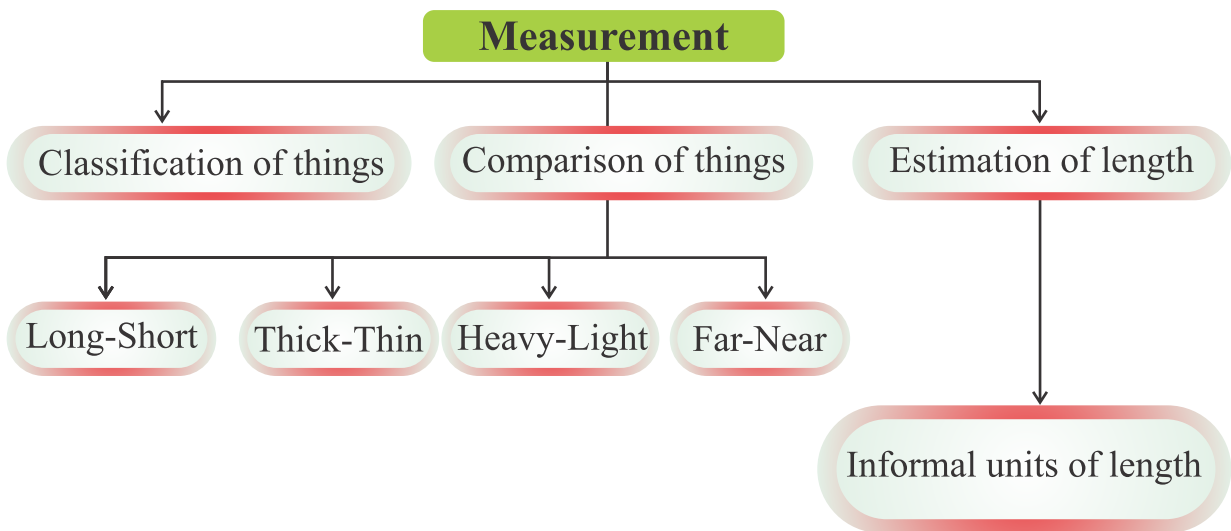 Measurement
Classification of things
Comparison of things
Estimation of length
Long-Short
Thick-Thin
Heavy-Light
Far-Near
Informal units of length